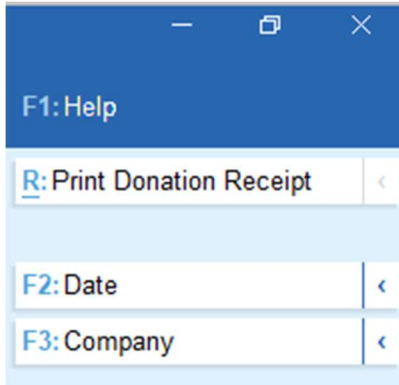 F1: Help
R: Print Donation Receipt
F2: Date
F3: Company